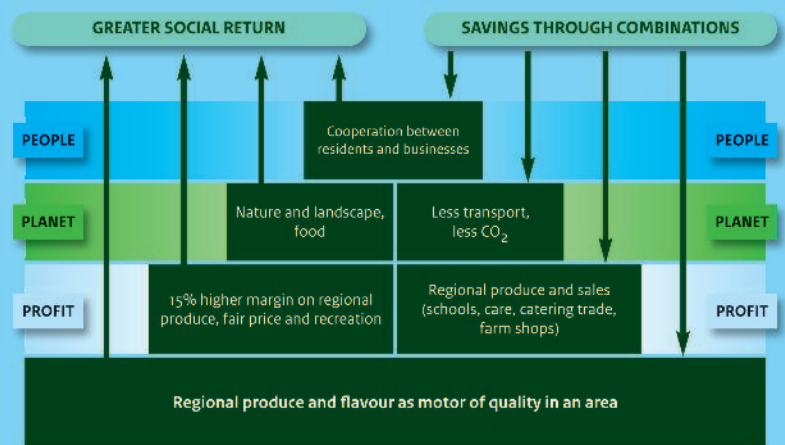 GREATER SOCIAL RETURN
SAVINGS THROUGH COMBINATIONS
PEOPLE
Cooperation between
residents and businesses
PEOPLE
PLANET
Nature and landscape,
food
Less transport,
less CO₂
PLANET
PROFIT
15% higher margin on regional
produce, fair price and recreation
Regional produce and sales
(schools, care, catering trade,
farm shops)
PROFIT
Regional produce and flavour as motor of quality in an area